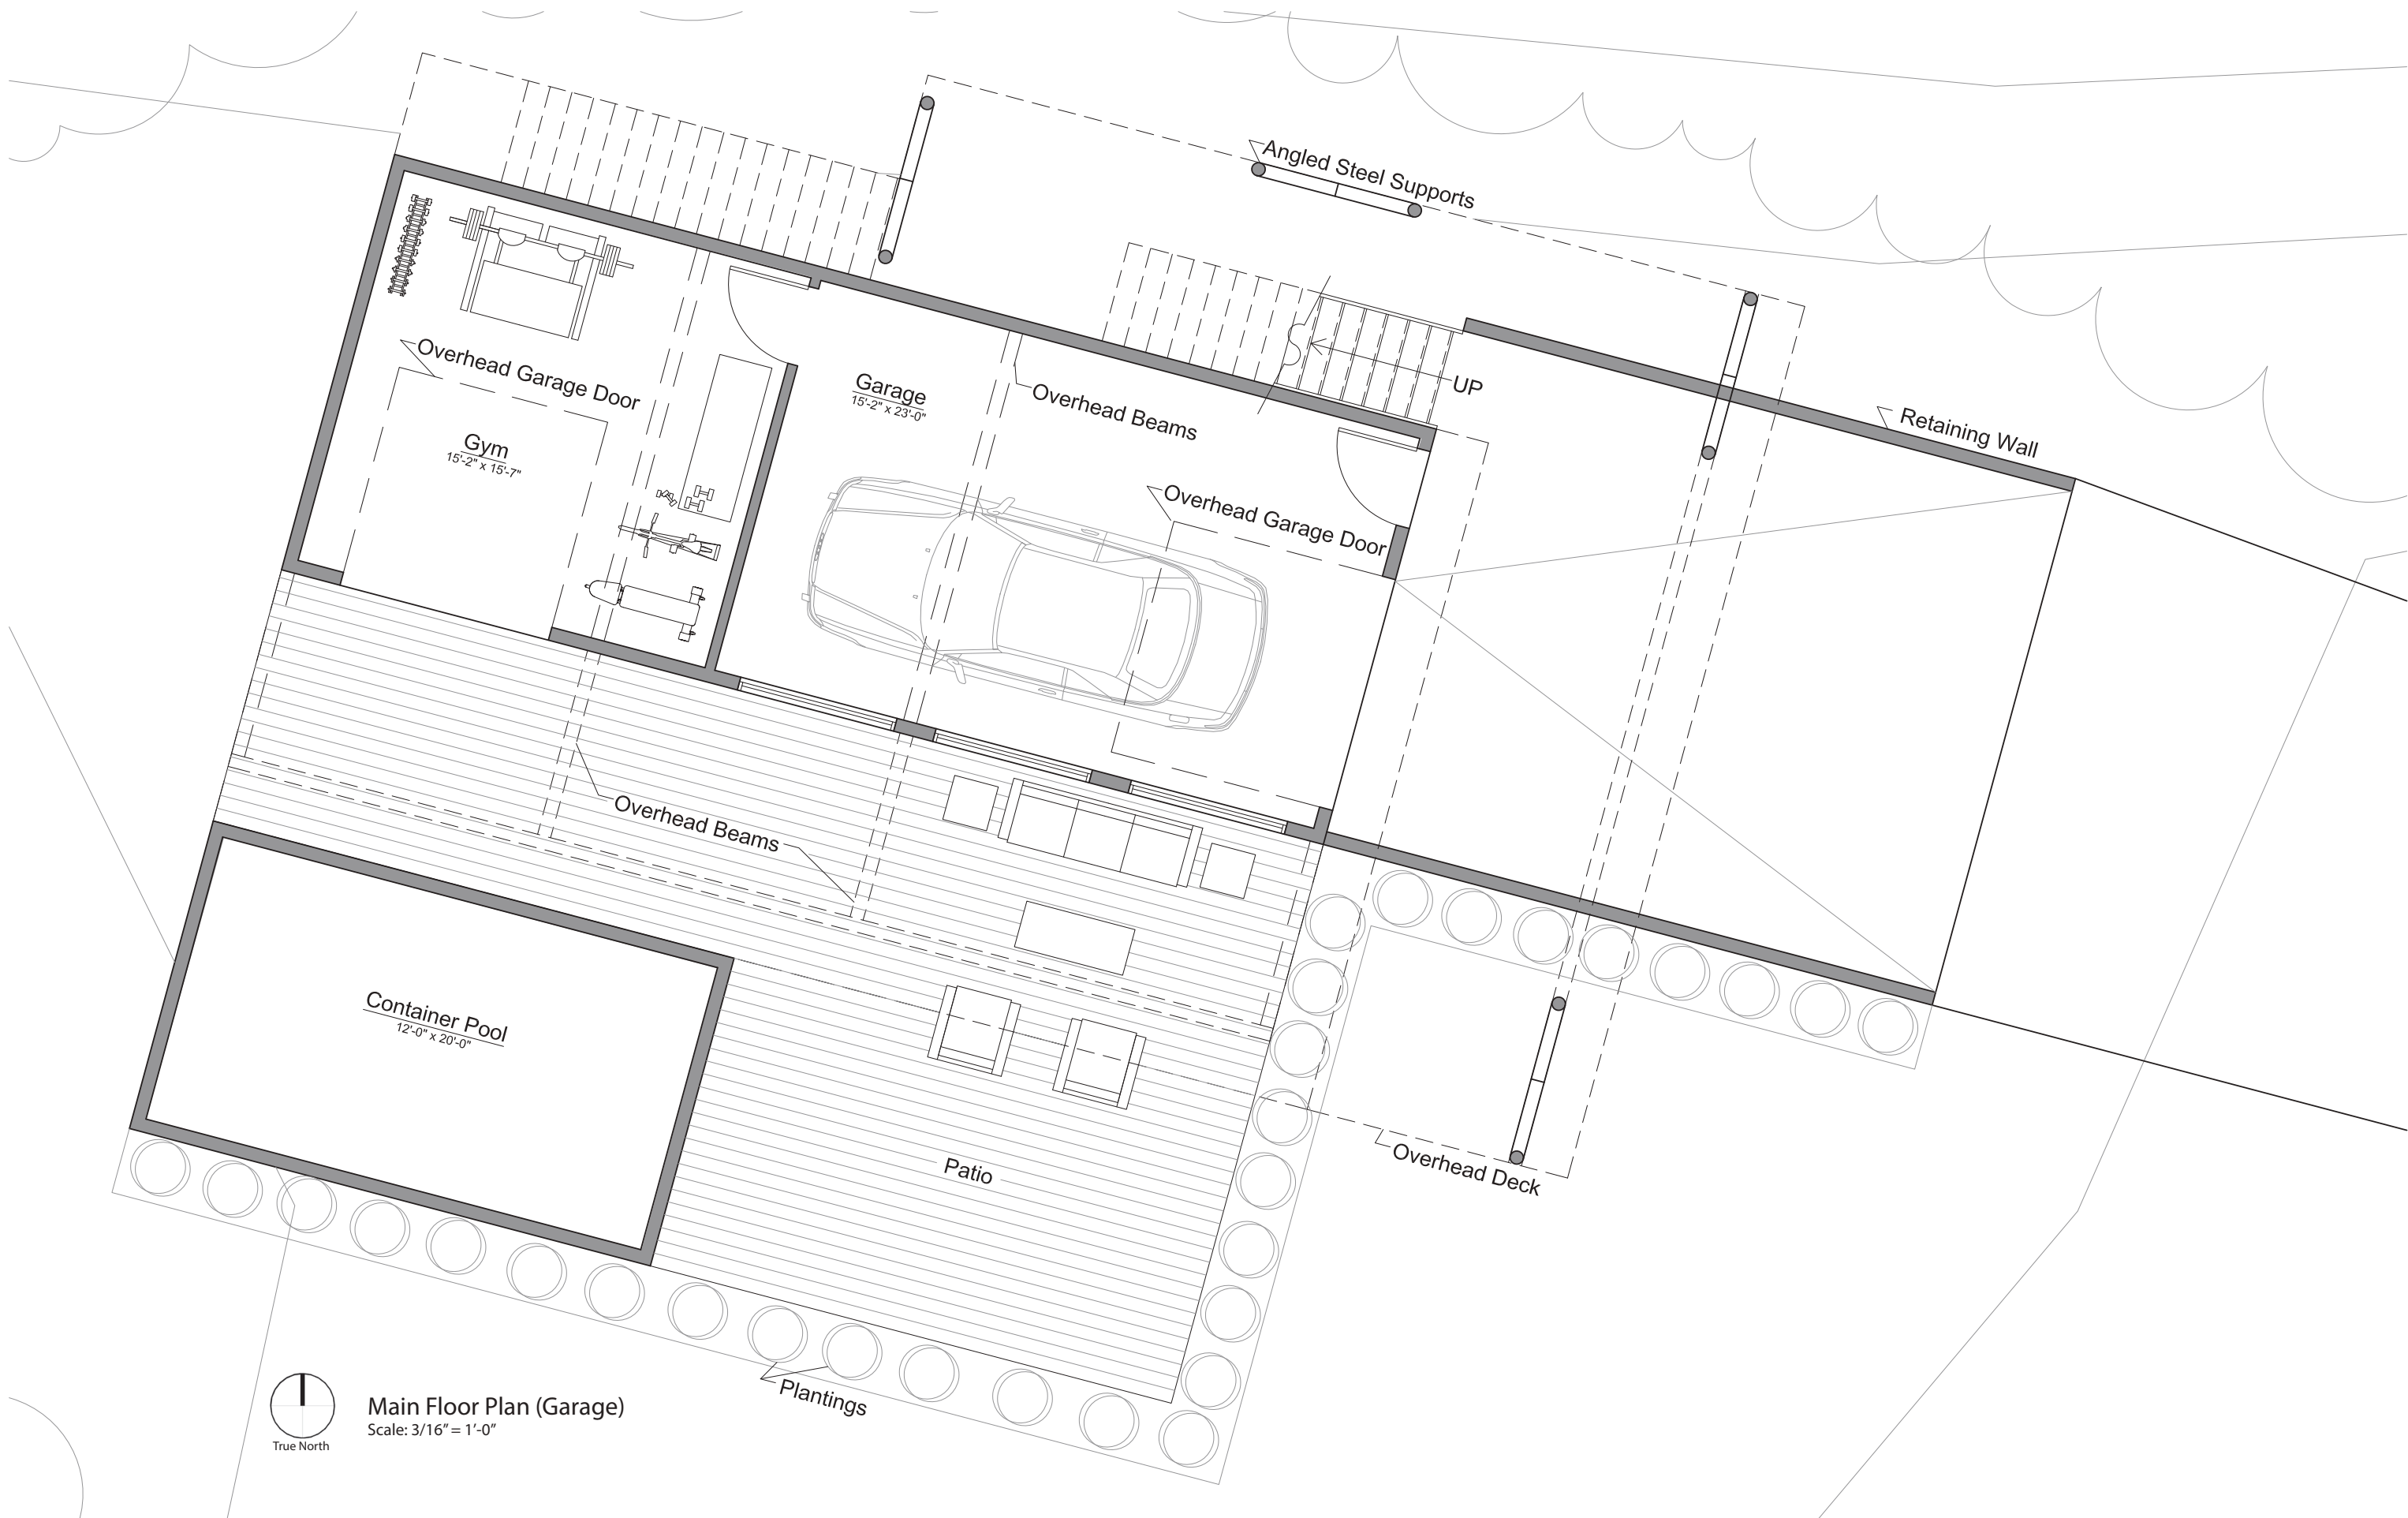 Angled Steel Supports
Overhead Garage Door
Garage
15'-2" x 23'-0"
UP
Overhead Beams
Retaining Wall
Gym
15'-2" x 15'-7"
Overhead Garage Door
Overhead Beams
Container Pool
12'-0" x 20'-0"
Patio
Overhead Deck
Plantings
True North
Main Floor Plan (Garage)
Scale: 3/16” = 1’-0”